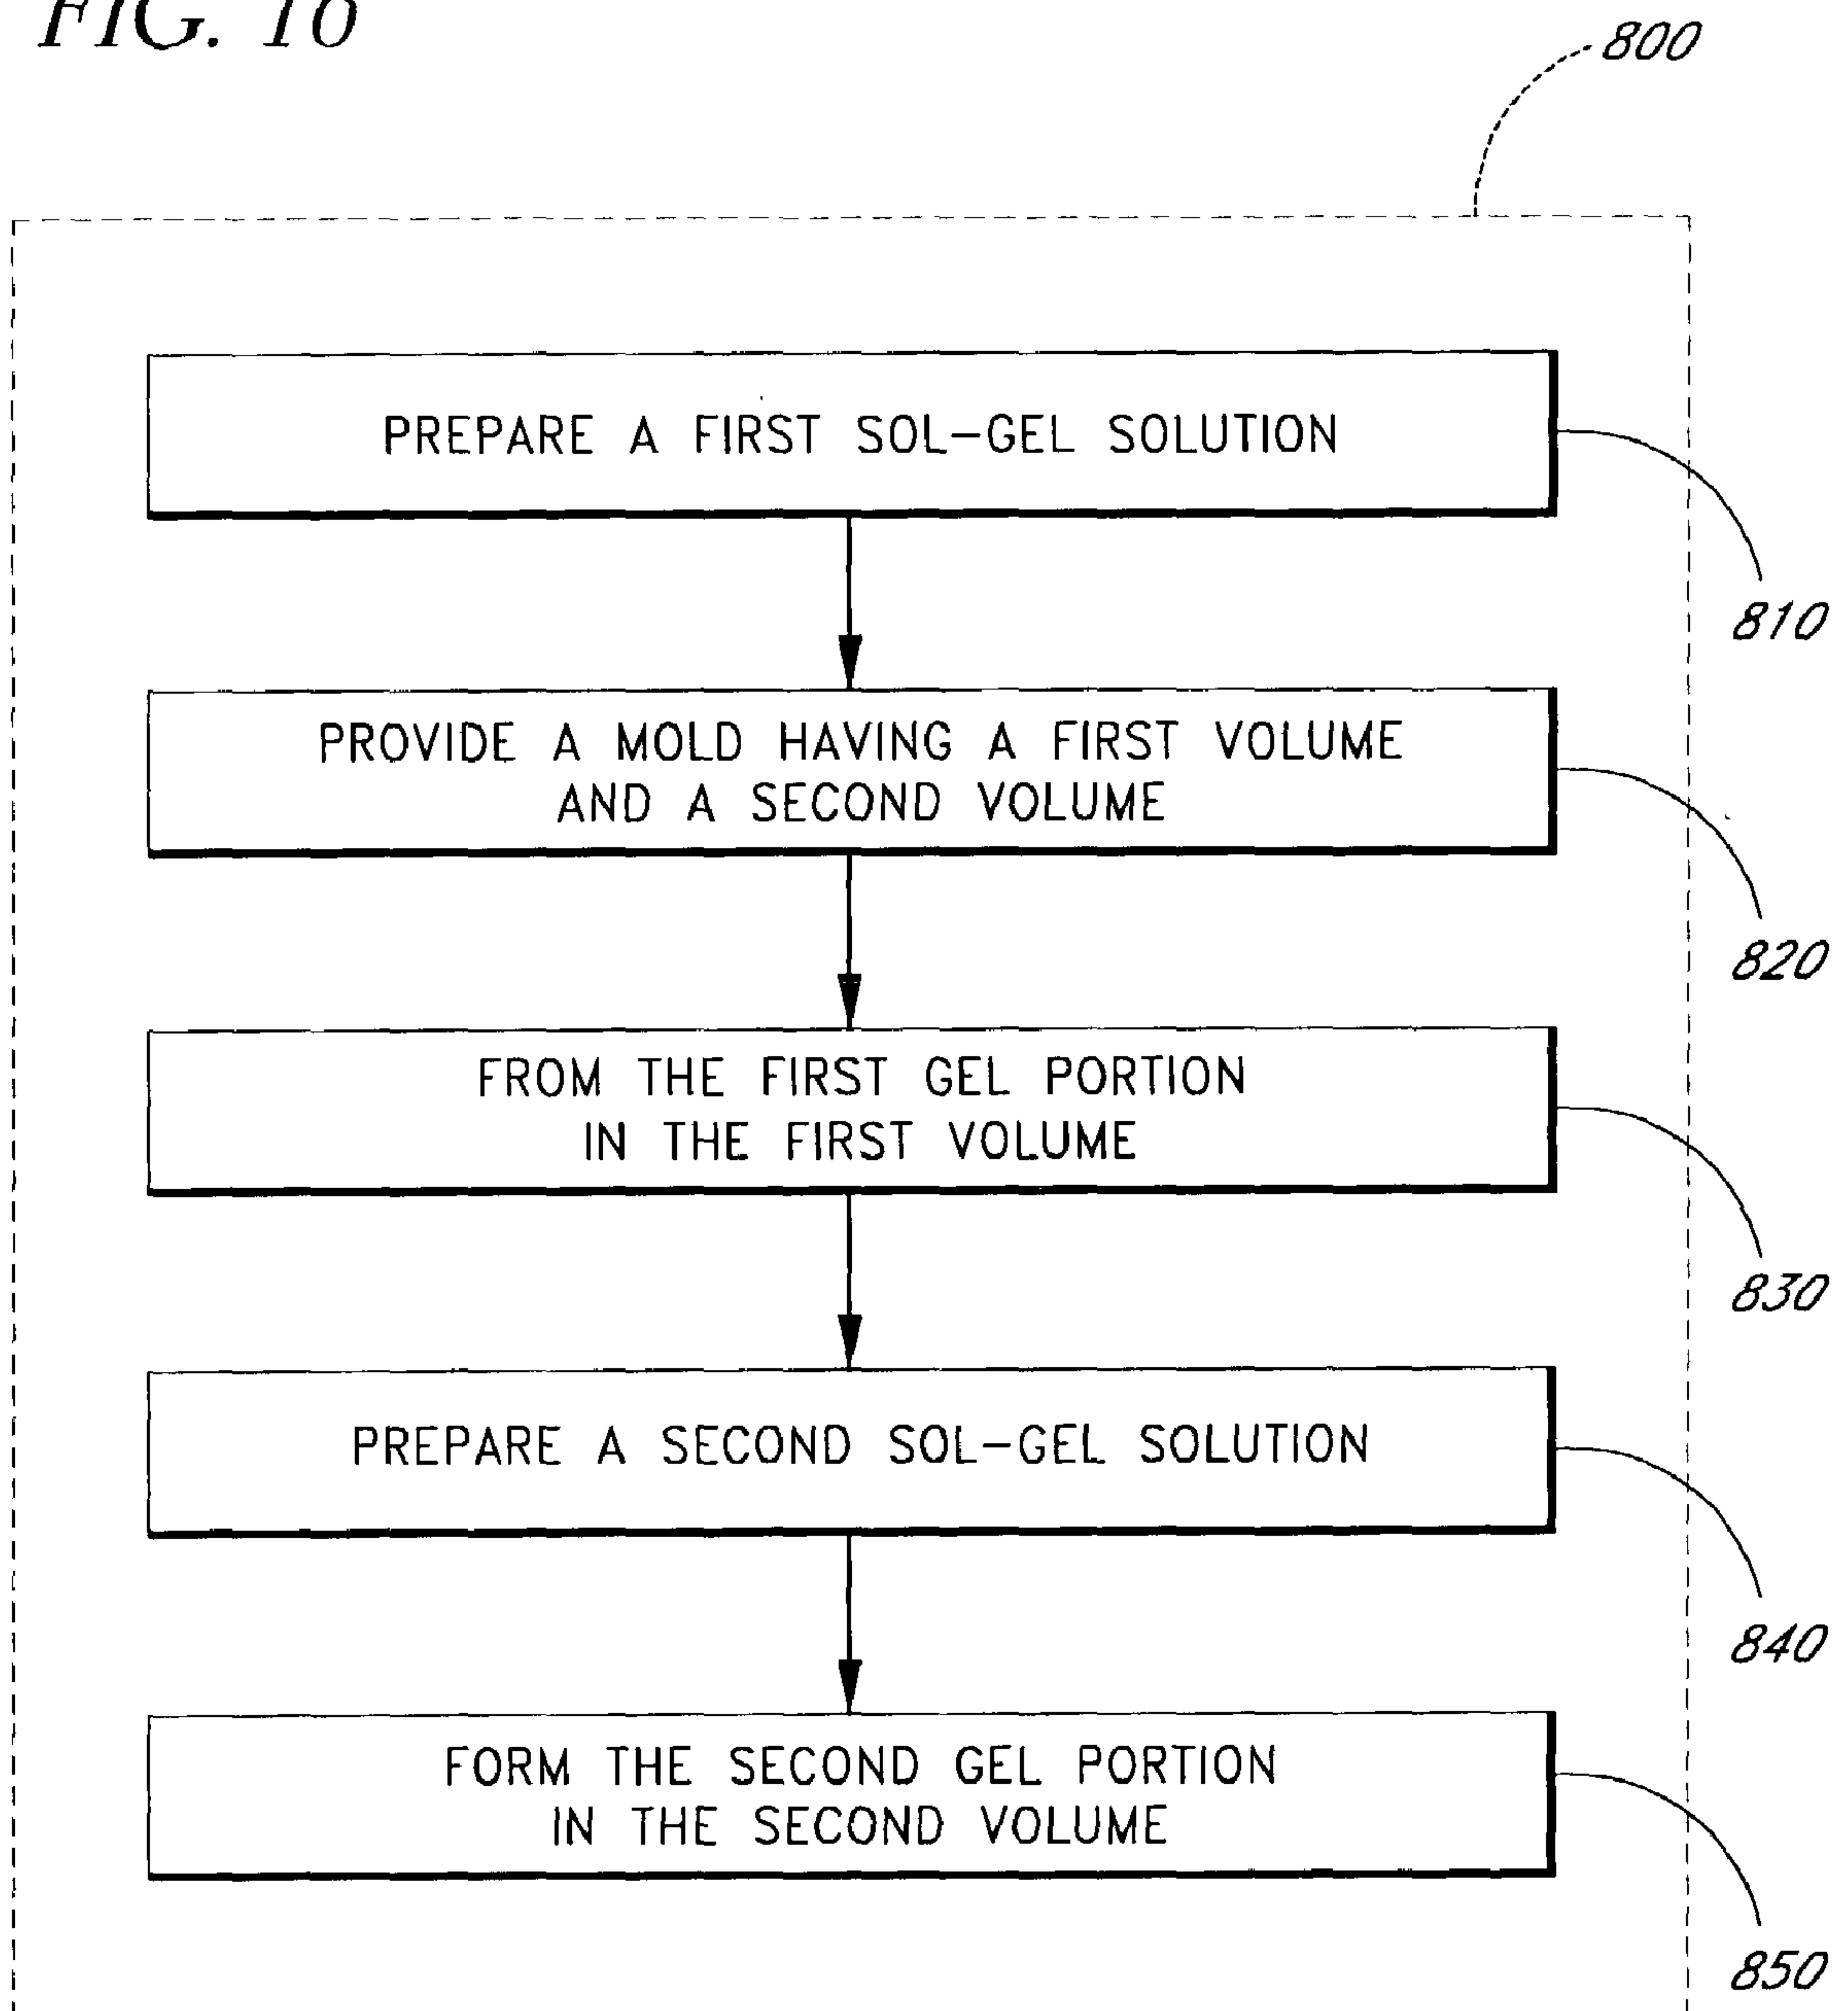 FIG. 16
800
PREPARE A FIRST SOL-GEL SOLUTION
810
PROVIDE A MOLD HAVING A FIRST VOLUME
AND A SECOND VOLUME
820
FROM THE FIRST GEL PORTION
IN THE FIRST VOLUME
830
PREPARE A SECOND SOL-GEL SOLUTION
840
FORM THE SECOND GEL PORTION
IN THE SECOND VOLUME
850